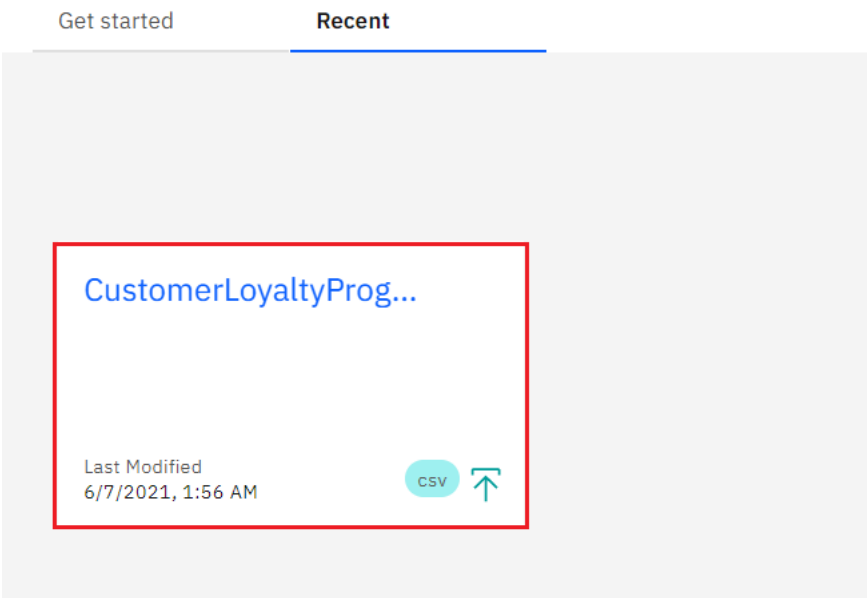 Get started
Recent
CustomerLoyaltyProg...
Last Modified
6/7/2021, 1:56 AM
csv